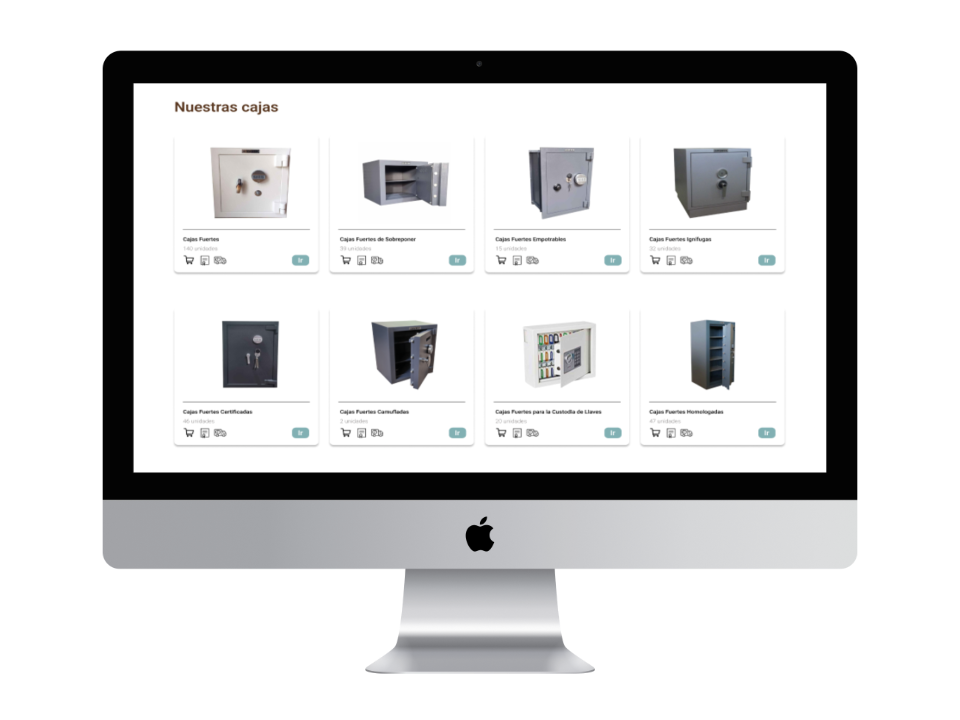 Nuestras cajas
Cajas Fuertes
140 unidades
Ir
Cajas Fuertes de Sobreponer
39 unidades
Ir
Cajas Fuertes Empotrables
15 unidades
Ir
Cajas Fuertes Ignífugas
32 unidades
Ir
Cajas Fuertes Certificadas
46 unidades
Ir
Cajas Fuertes Camufladas
2 unidades
Ir
Cajas Fuertes para la Custodia de Llaves
20 unidades
Ir
Cajas Fuertes Homologadas
47 unidades
Ir